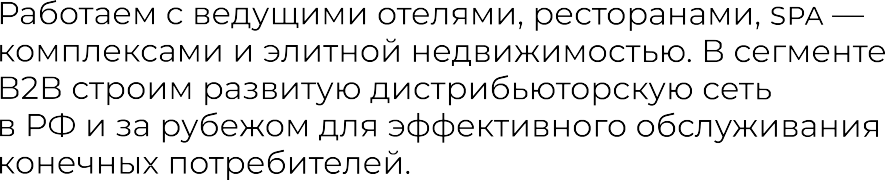 Работаем с ведущими отелями, ресторанами, SPA —
комплексами и элитной недвижимостью. В сегменте
B2B строим развитую дистрибьюторскую сеть
в РФ и за рубежом для эффективного обслуживания
конечных потребителей.